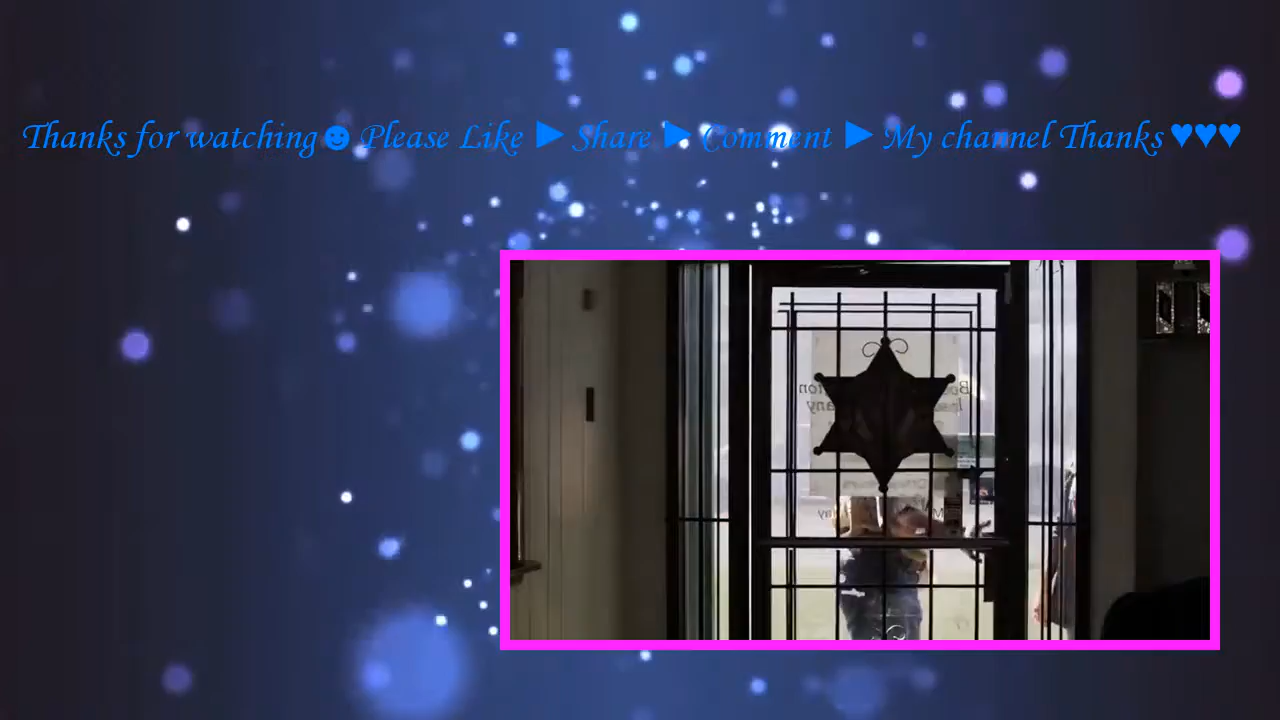 Thanks for watching☻Please Like ► Share ► Comment ► My channel Thanks ♥♥♥